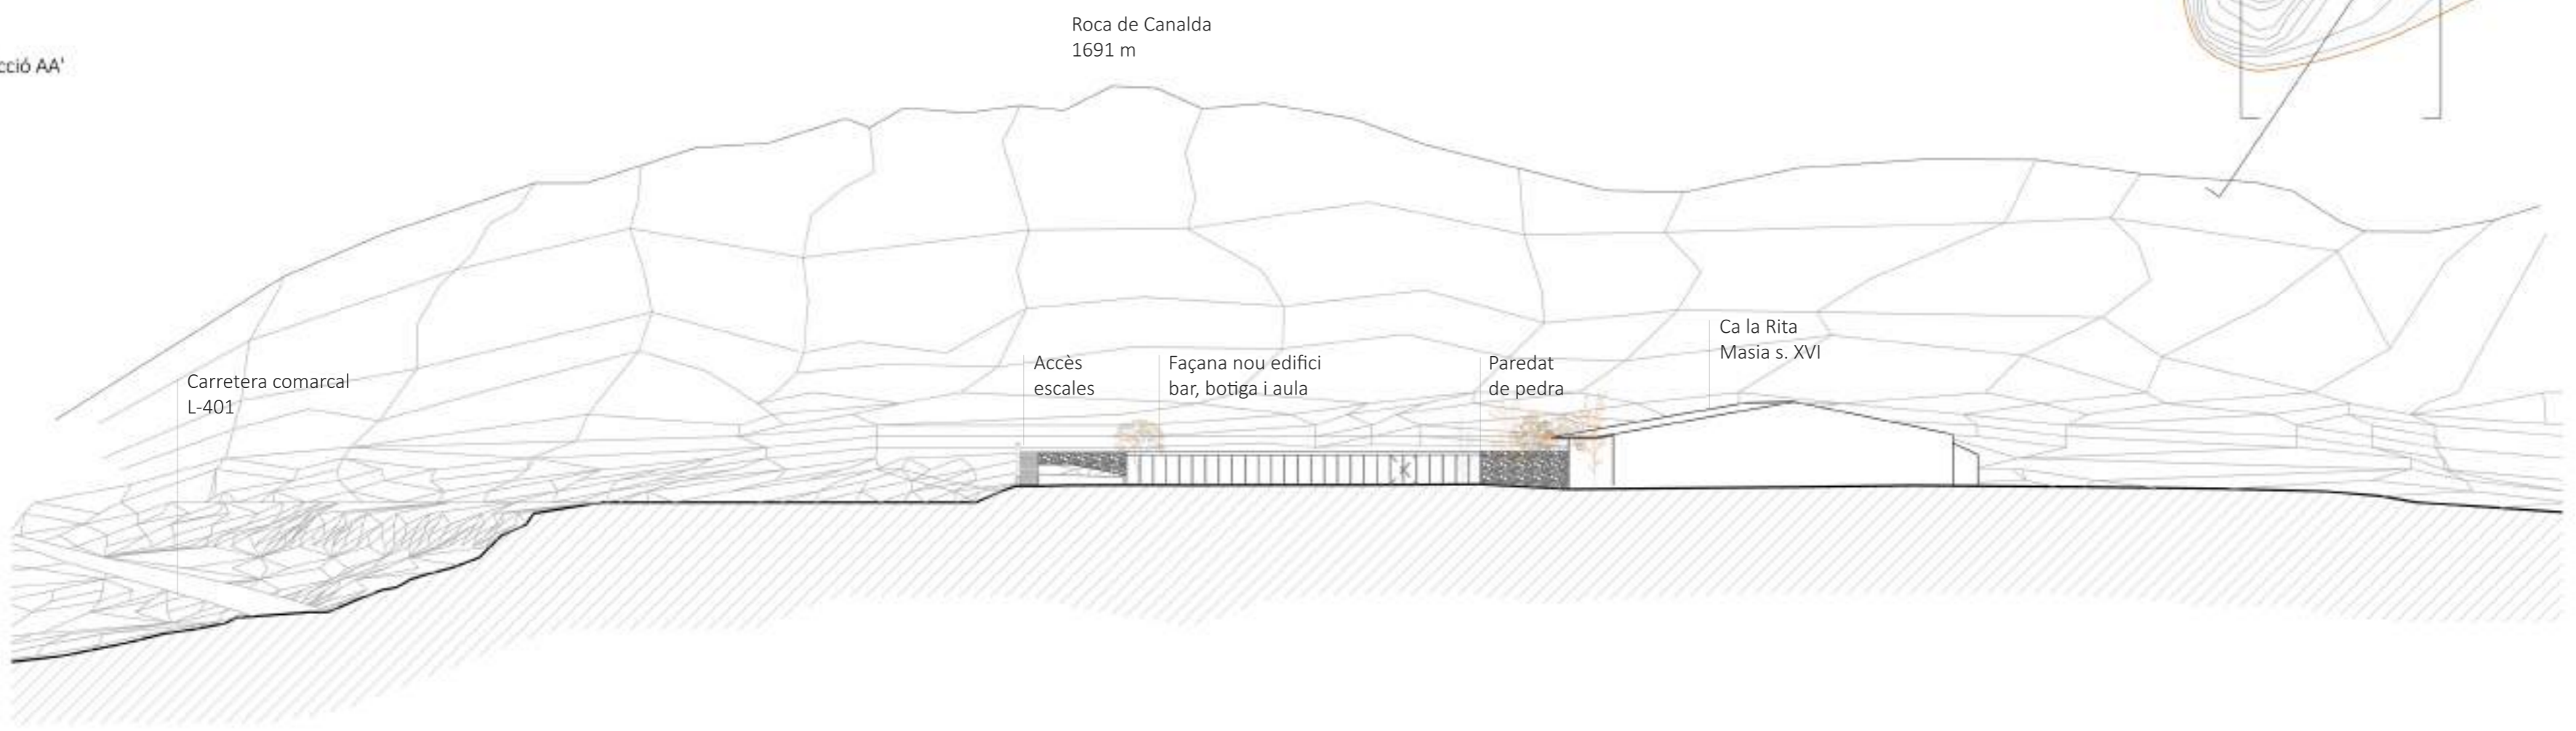 Roca de Canalda
1691 m
cció AA'
Ca la Rita
Masia s. XVI
Accès
escales
Façana nou edifici
bar, botiga i aula
Paredat
de pedra
Carretera comarcal
L-401